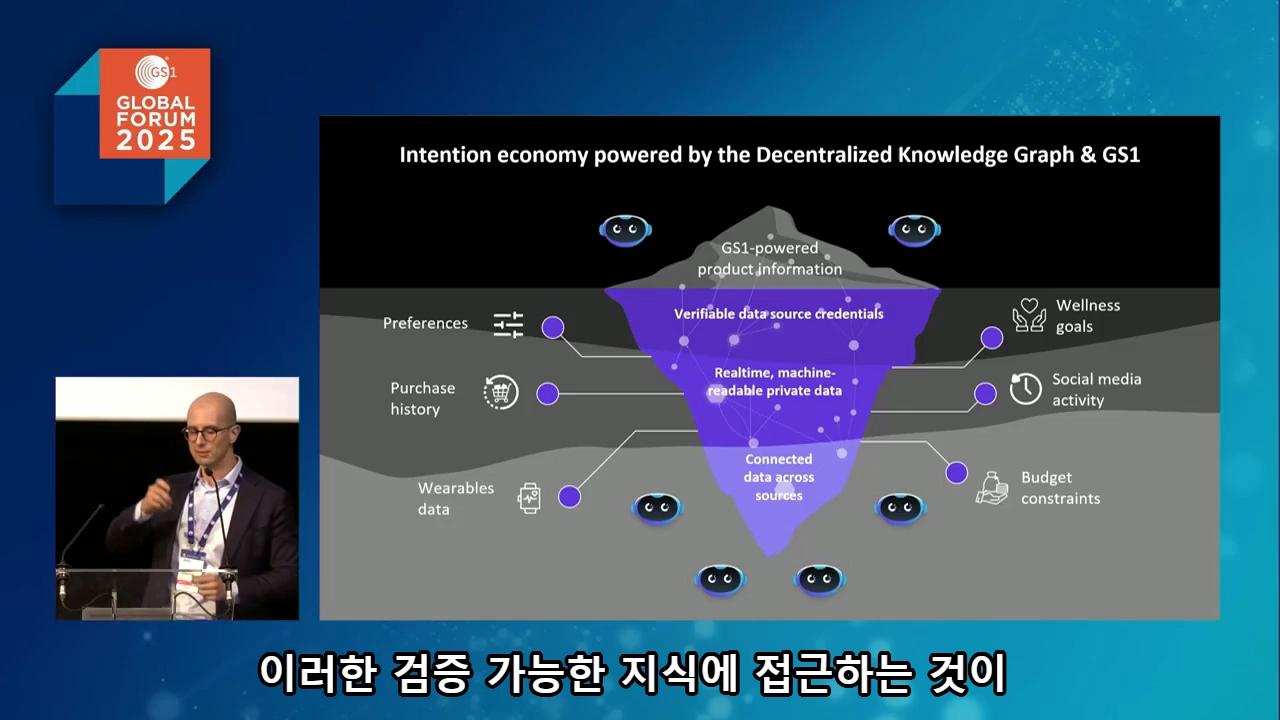 GS1
GLOBAL
FORUM
2025
Intention economy powered by the Decentralized Knowledge Graph & GS1
GS1-powered
product information
Verifiable data source credentials
Realtime, machine-
readable private data
Connected
data across
sources
Preferences
Purchase
history
Wearables
data
Wellness
goals
Social media
activity
Budget
constraints
이러한 검증 가능한 지식에 접근하는 것이